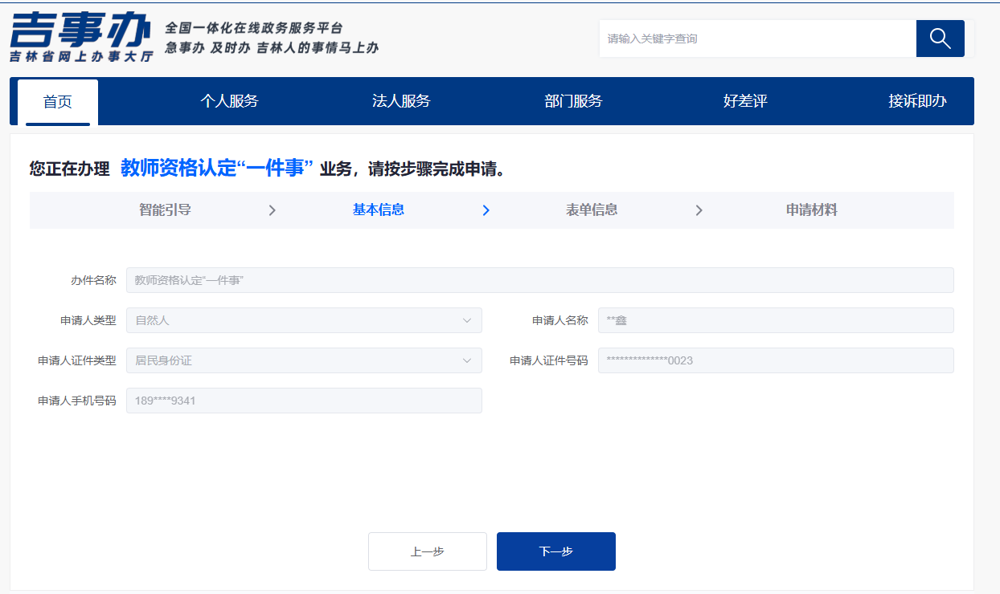 吉事办
吉林省网上办事大厅
全国一体化在线政务服务平台
急事办 及时办 吉林人的事情马上办
请输入关键字查询
首页 个人服务 法人服务 部门服务 好差评 接诉即办
您正在办理 教师资格认定“一件事” 业务，请按步骤完成申请。
智能引导 基本信息 表单信息 申请材料
办件名称 教师资格认定“一件事”
申请人类型 自然人 申请人名称 **鑫
申请人证件类型 居民身份证 申请人证件号码 **************0023
申请人手机号码 189****9341
上一步 下一步